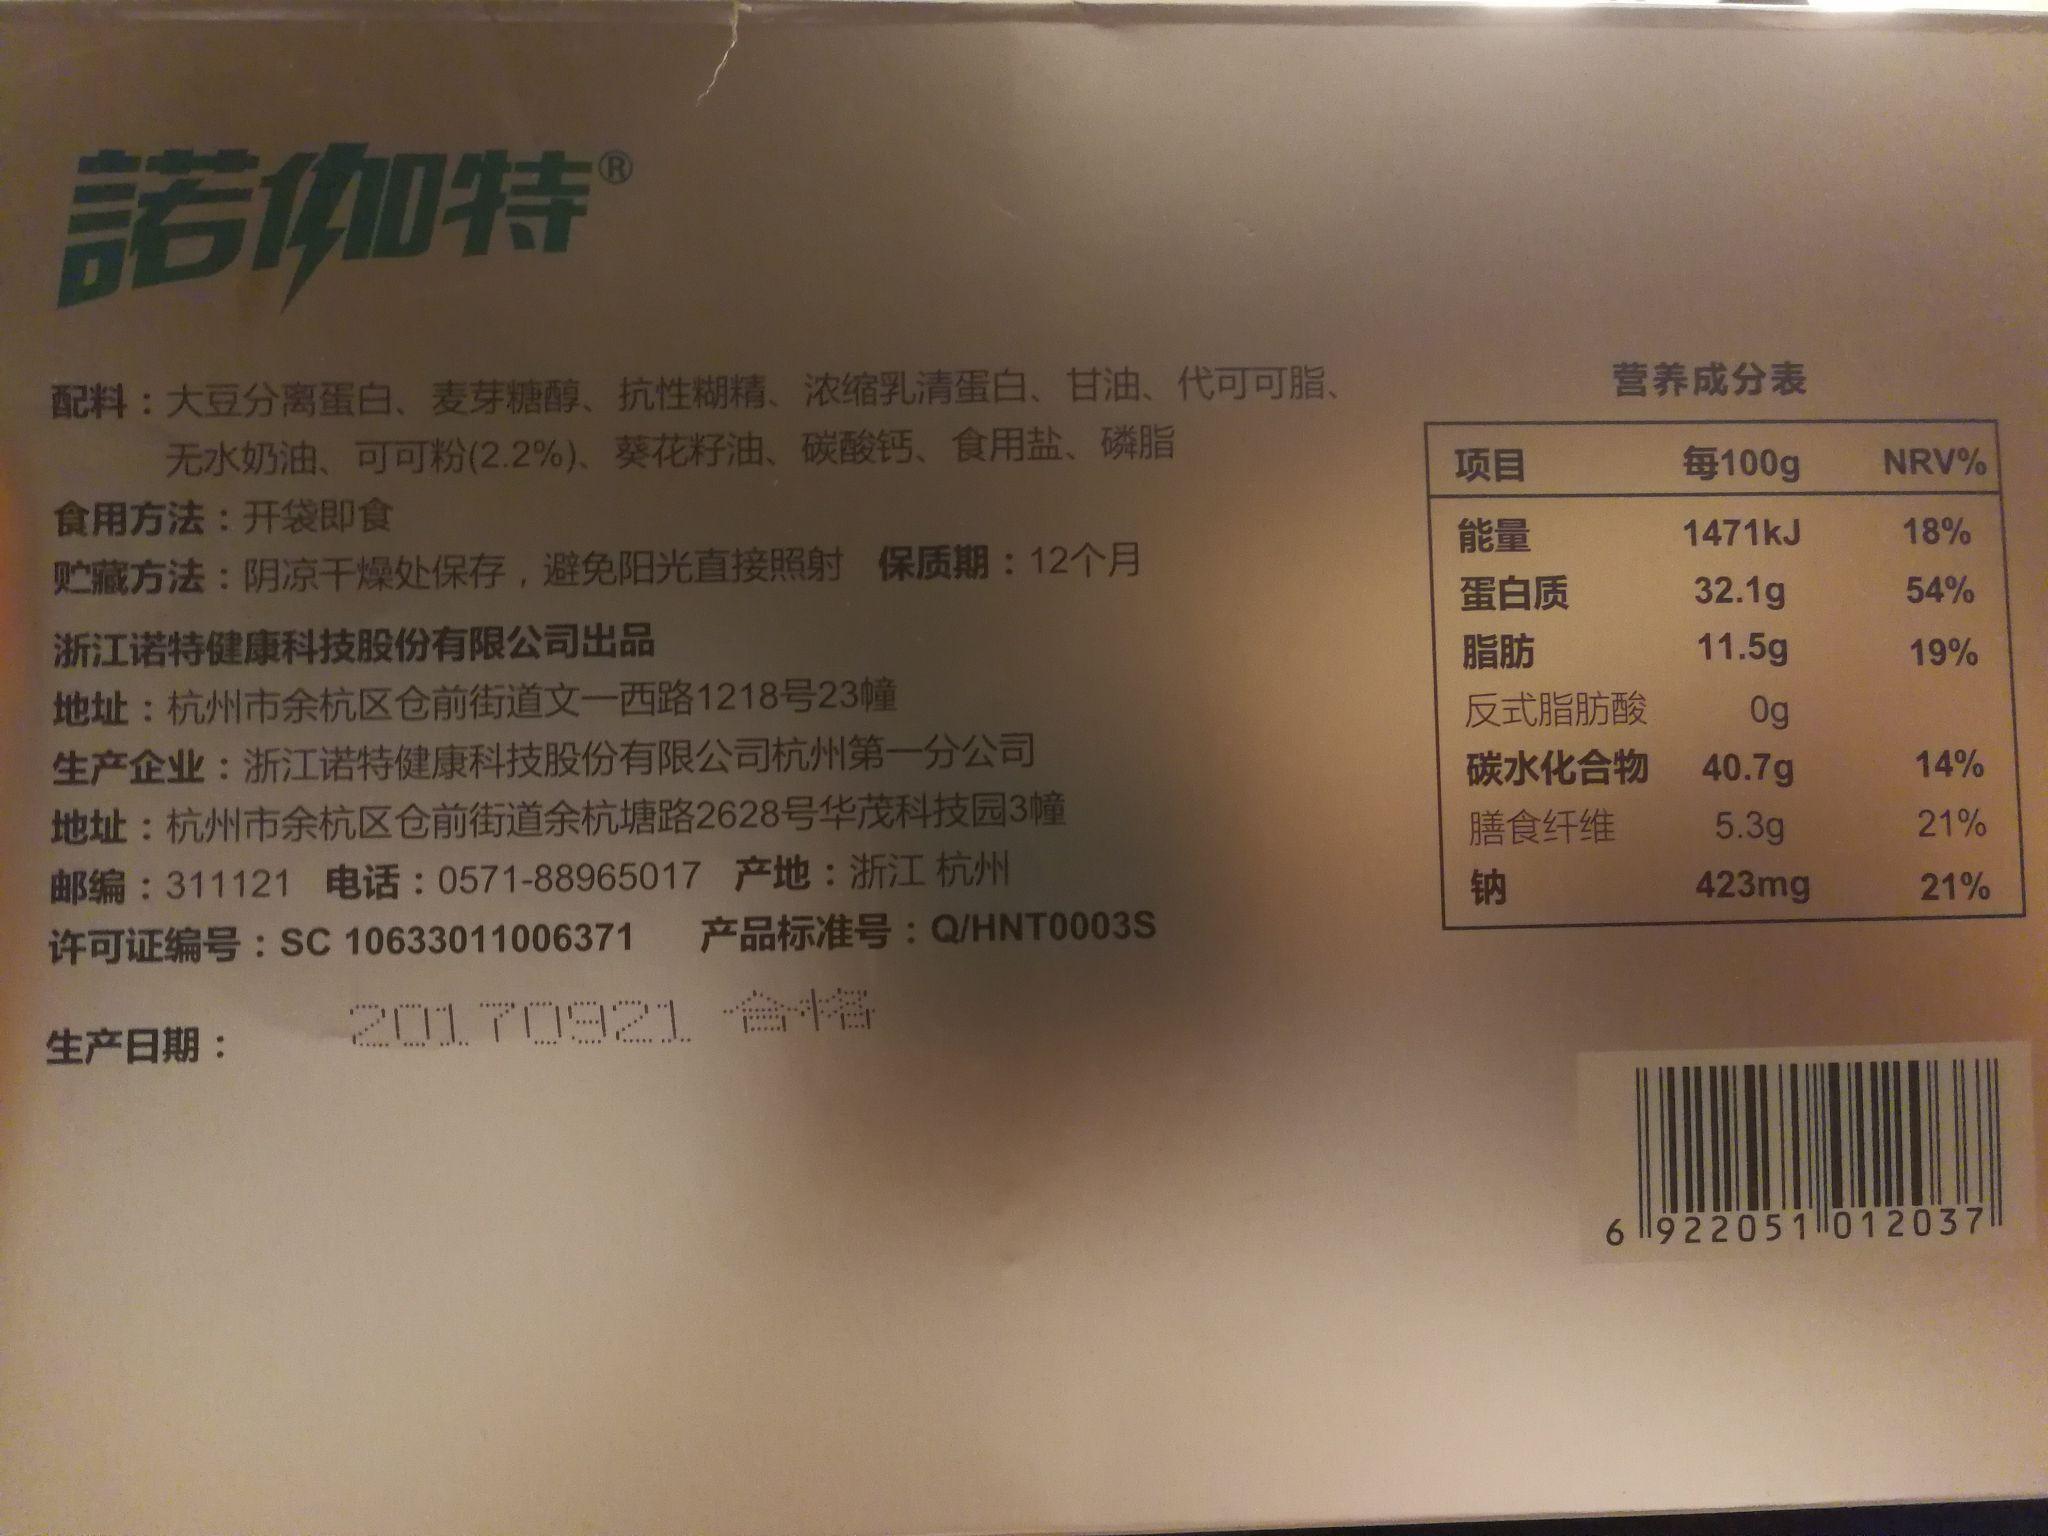 諾伽特®
配料：大豆分离蛋白、麦芽糖醇、抗性糊精、浓缩乳清蛋白、甘油、代可可脂、
无水奶油、可可粉(2.2%)、葵花籽油、碳酸钙、食用盐、磷脂
食用方法：开袋即食
贮藏方法：阴凉干燥处保存，避免阳光直接照射 保质期：12个月
浙江诺特健康科技股份有限公司出品
地址：杭州市余杭区仓前街道文一西路1218号23幢
生产企业：浙江诺特健康科技股份有限公司杭州第一分公司
地址：杭州市余杭区仓前街道余杭塘路2628号华茂科技园3幢
邮编：311121 电话：0571-88965017 产地：浙江 杭州
许可证编号：SC 10633011006371 产品标准号：Q/HNT0003S
生产日期： 20170921 合格
营养成分表
项目 每100g NRV%
能量 1471kJ 18%
蛋白质 32.1g 54%
脂肪 11.5g 19%
反式脂肪酸 0g
碳水化合物 40.7g 14%
膳食纤维 5.3g 21%
钠 423mg 21%
6 922051 012037